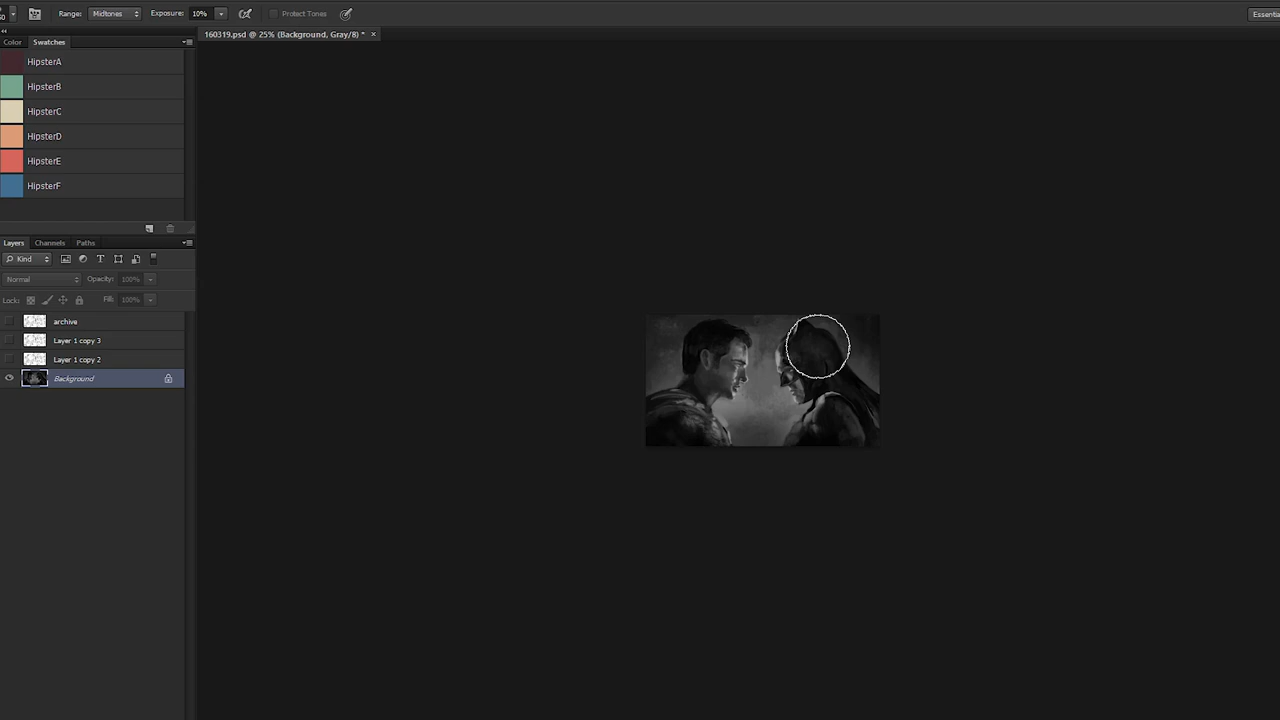 Range: Midtones Exposure: 10% Protect Tones Essentia
160319.psd @ 25% (Background, Gray/8) * ×
Color Swatches
HipsterA
HipsterB
HipsterC
HipsterD
HipsterE
HipsterF
Layers Channels Paths
Kind
Normal Opacity: 100%
Lock: Fill: 100%
archive
Layer 1 copy 3
Layer 1 copy 2
Background